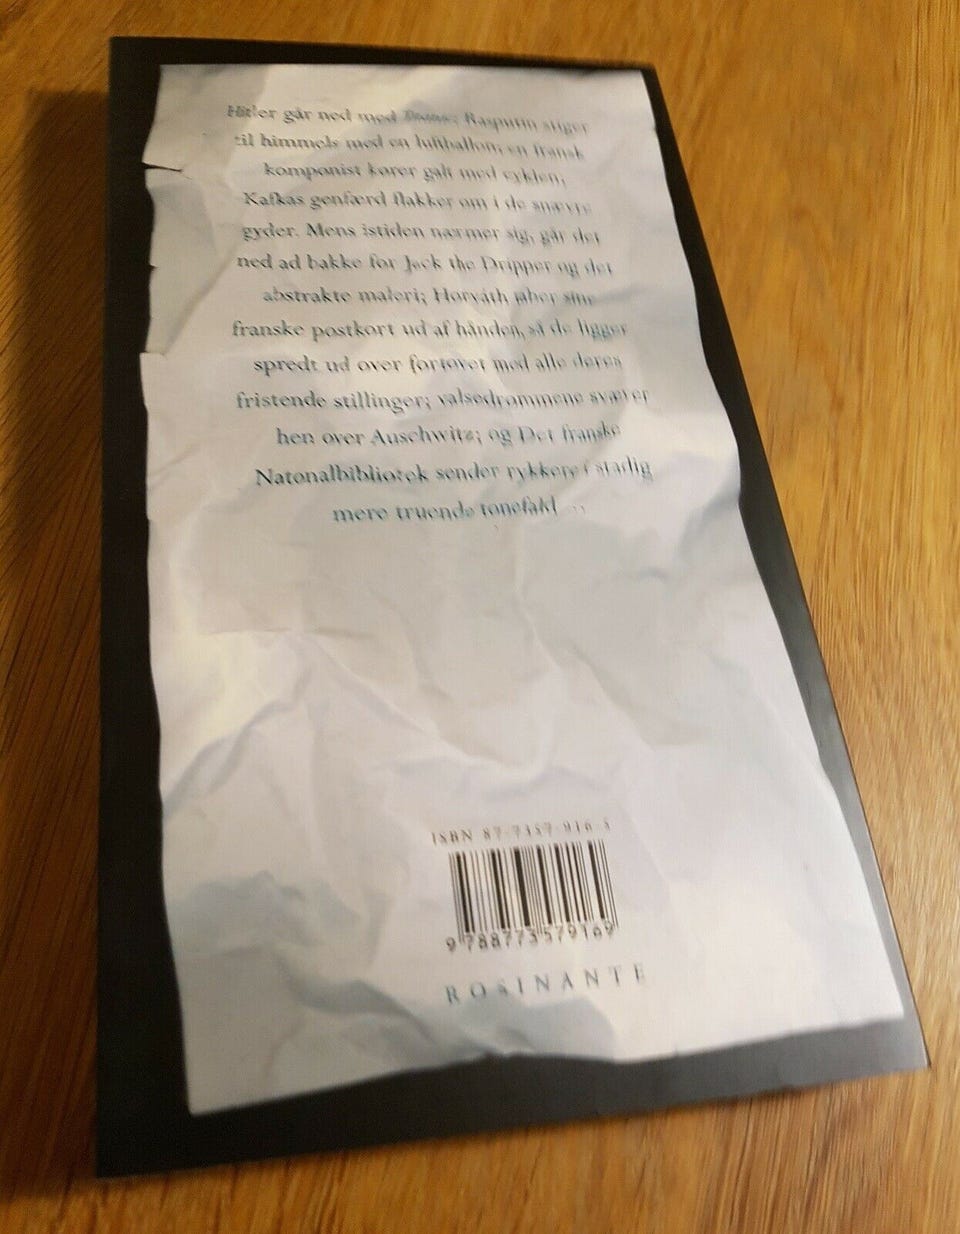 Hitler går ned med Titanic; Rasputin stiger
til himmels med en luftballon; en fransk
komponist kører galt med cyklen;
Kafkas genfærd flakker om i de snævre
gyder. Mens istiden nærmer sig, går det
ned ad bakke for Jack the Dripper og det
abstrakte maleri; Horváth taber sine
franske postkort ud af hånden, så de ligger
spredt ud over fortovet med alle deres
fristende stillinger; valsedrømmene svæver
hen over Auschwitz; og Det franske
Natonalbibliotek sender rykkere i stadig
mere truende tonefald ...
ISBN 87-7357-916-5
9 788773 579169
ROSINANTE